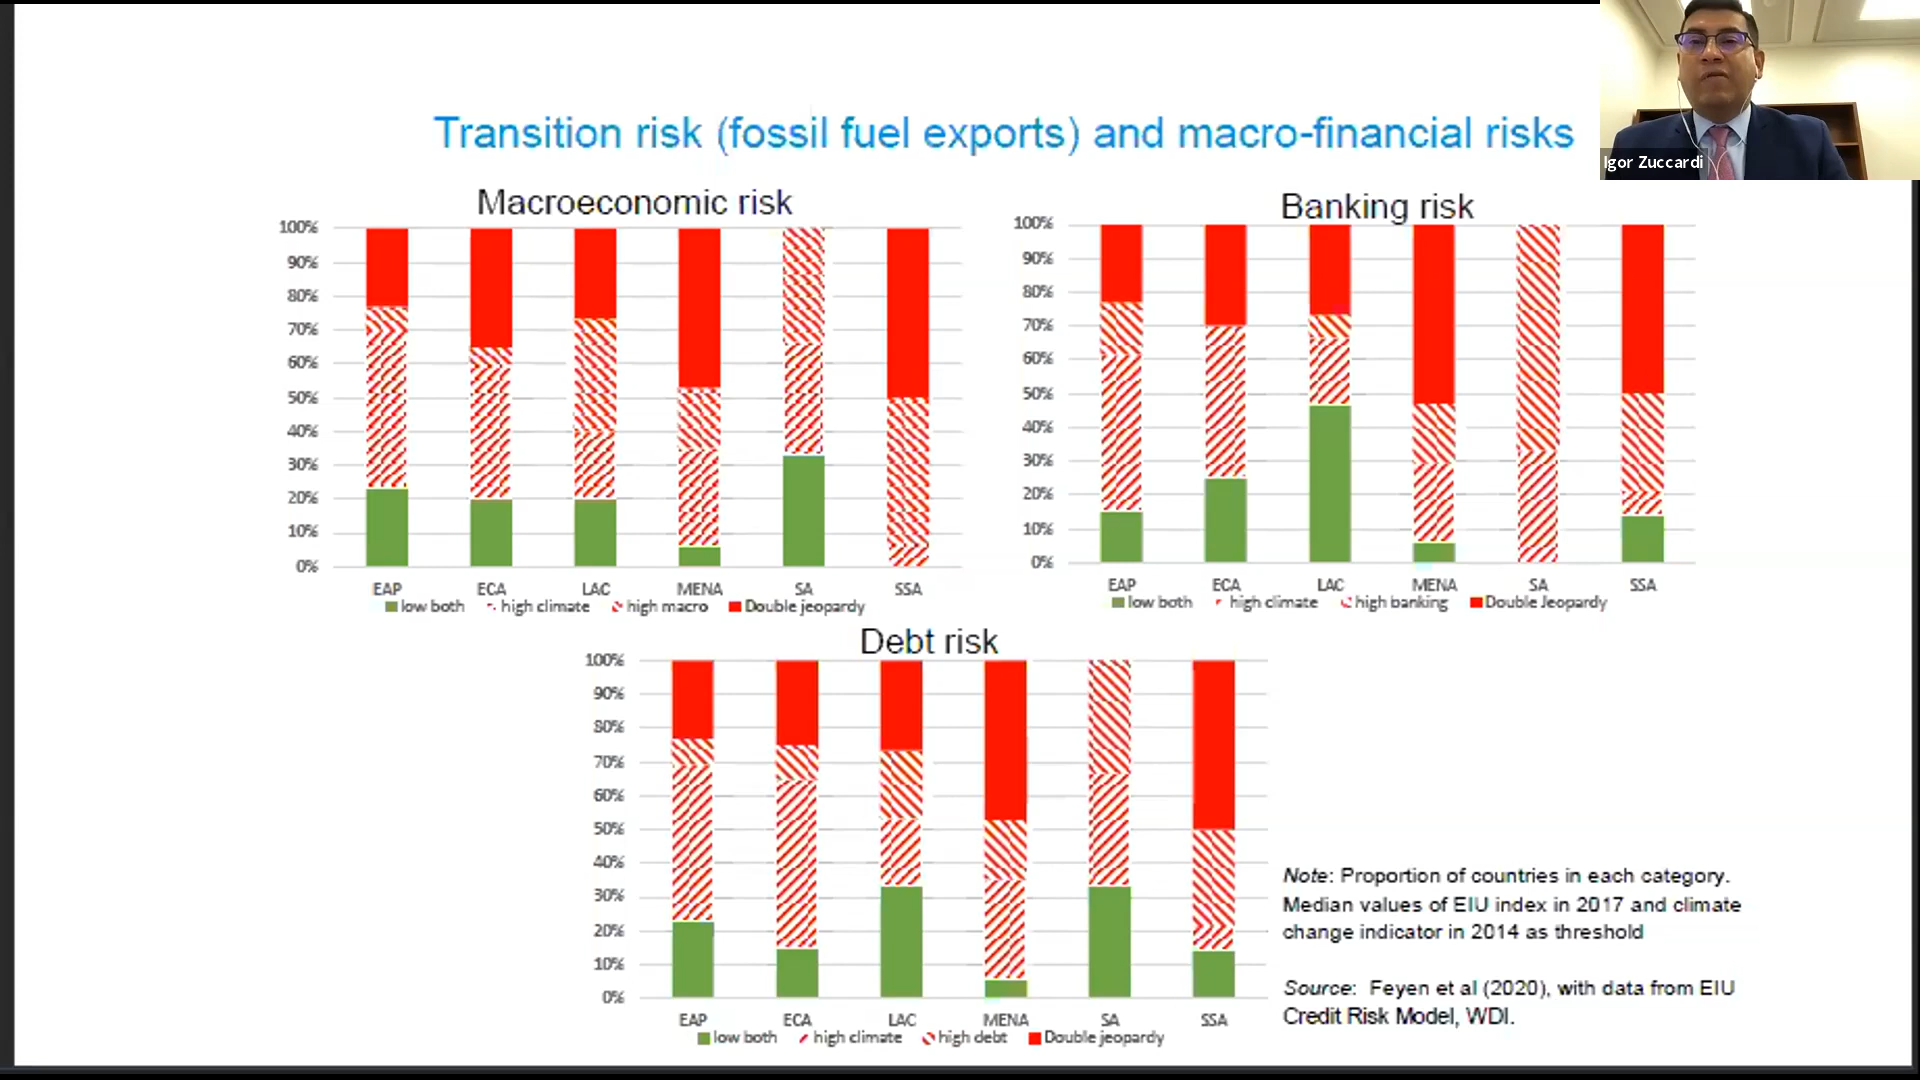 Igor Zuccardi
Transition risk (fossil fuel exports) and macro-financial risks
Macroeconomic risk
100%
90%
80%
70%
60%
50%
40%
30%
20%
10%
0%
EAP ECA LAC MENA SA SSA
low both high climate high macro Double jeopardy
Banking risk
100%
90%
80%
70%
60%
50%
40%
30%
20%
10%
0%
EAP ECA LAC MENA SA SSA
low both high climate high banking Double Jeopardy
Debt risk
100%
90%
80%
70%
60%
50%
40%
30%
20%
10%
0%
EAP ECA LAC MENA SA SSA
low both high climate high debt Double jeopardy
Note: Proportion of countries in each category.
Median values of EIU index in 2017 and climate
change indicator in 2014 as threshold
Source: Feyen et al (2020), with data from EIU
Credit Risk Model, WDI.